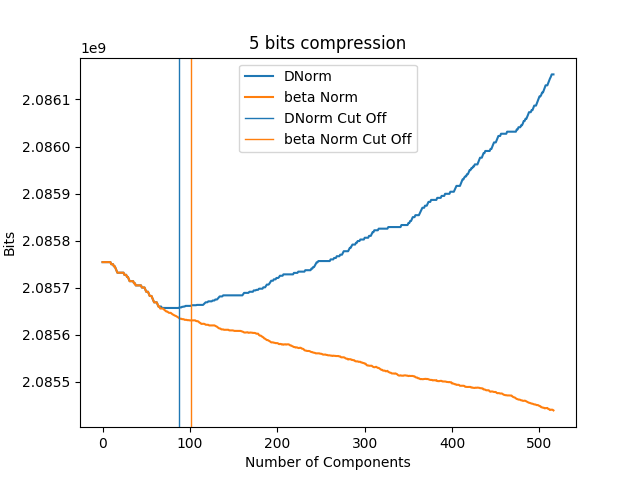 5 bits compression
1e9
DNorm
beta Norm
DNorm Cut Off
beta Norm Cut Off
2.0861
2.0860
2.0859
2.0858
2.0857
2.0856
2.0855
Bits
0 100 200 300 400 500
Number of Components